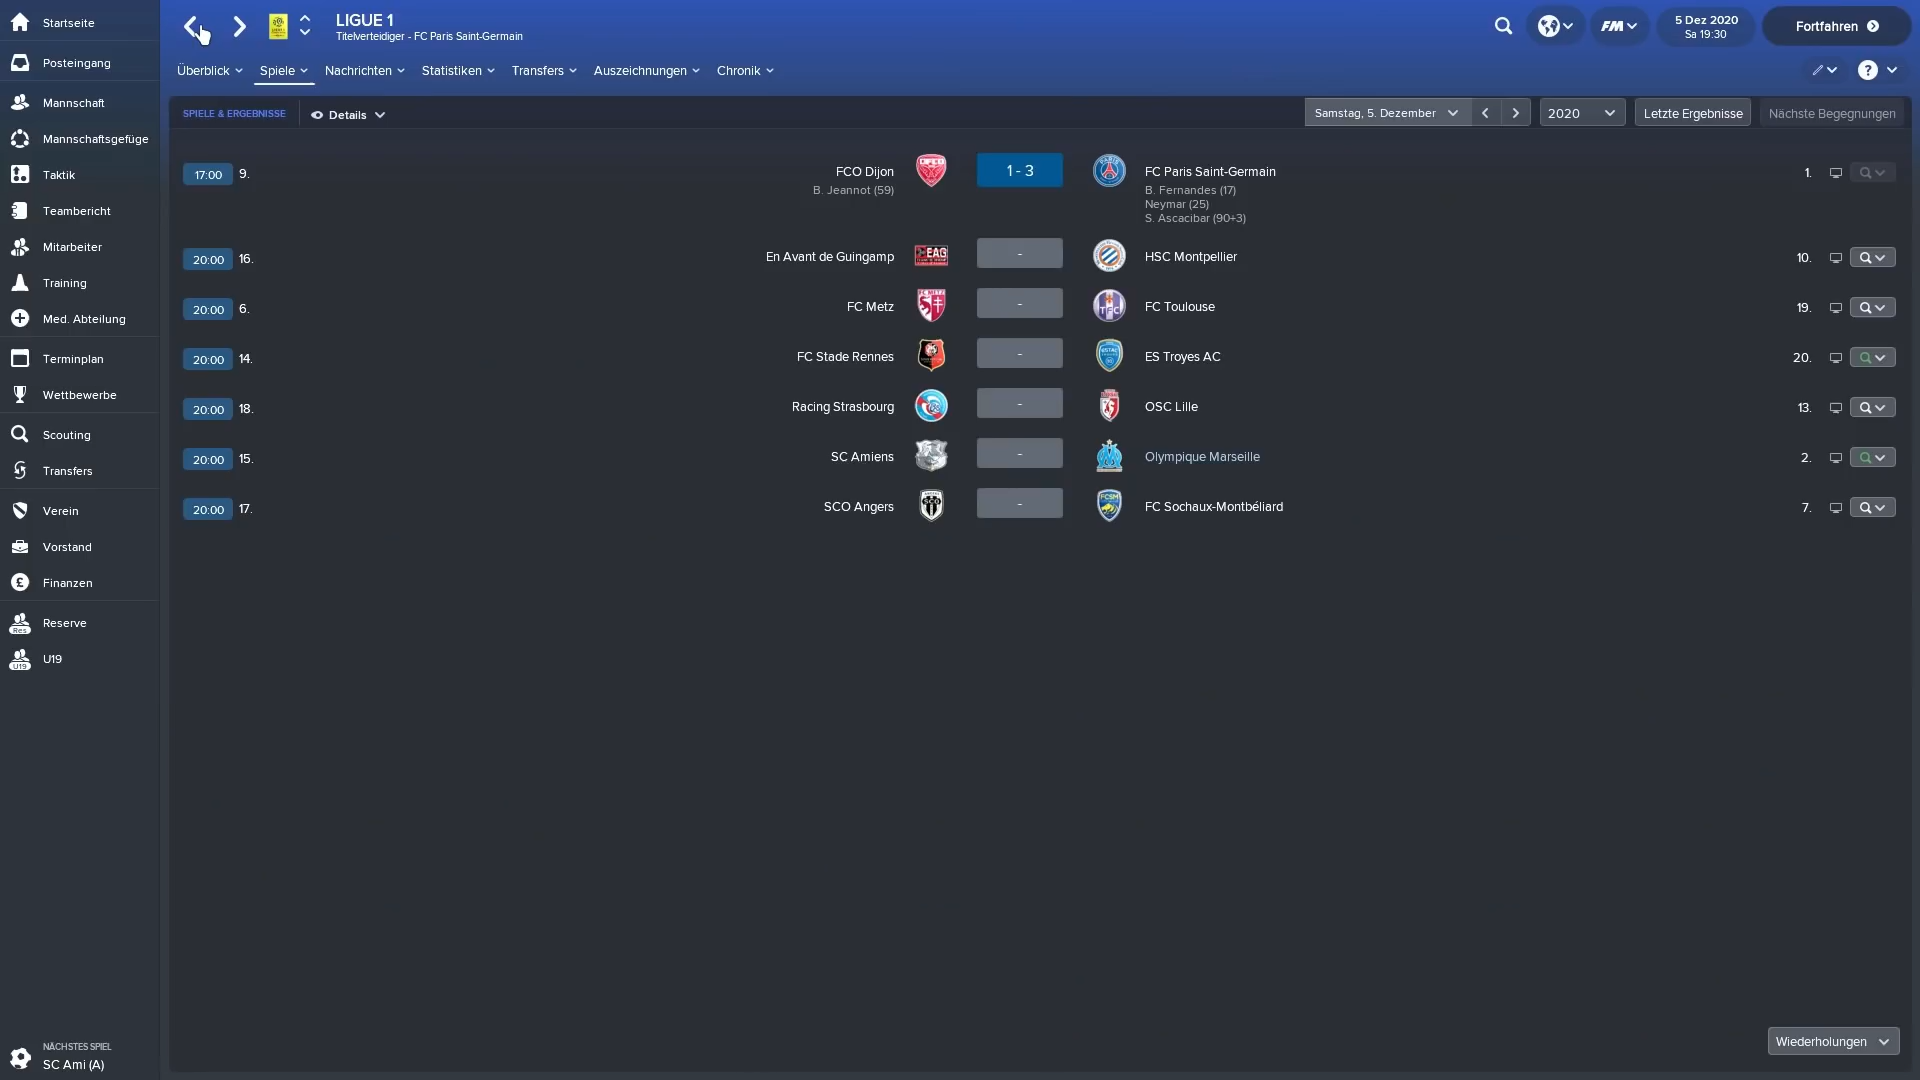 Startseite
Posteingang
Mannschaft
Mannschaftsgefüge
Taktik
Teambericht
Mitarbeiter
Training
Med. Abteilung
Terminplan
Wettbewerbe
Scouting
Transfers
Verein
Vorstand
Finanzen
Res
Reserve
U19
U19
NÄCHSTES SPIEL
SC Ami (A)
LIGUE 1
Titelverteidiger - FC Paris Saint-Germain
FM
5 Dez 2020
Sa 19:30
Fortfahren
Überblick Spiele Nachrichten Statistiken Transfers Auszeichnungen Chronik
?
SPIELE & ERGEBNISSE Details
Samstag, 5. Dezember 2020 Letzte Ergebnisse Nächste Begegnungen
17:00 9. FCO Dijon 1 - 3 FC Paris Saint-Germain 1.
B. Jeannot (59) B. Fernandes (17)
Neymar (25)
S. Ascacibar (90+3)
20:00 16. En Avant de Guingamp - HSC Montpellier 10.
20:00 6. FC Metz - FC Toulouse 19.
20:00 14. FC Stade Rennes - ES Troyes AC 20.
20:00 18. Racing Strasbourg - OSC Lille 13.
20:00 15. SC Amiens - Olympique Marseille 2.
20:00 17. SCO Angers - FC Sochaux-Montbéliard 7.
Wiederholungen